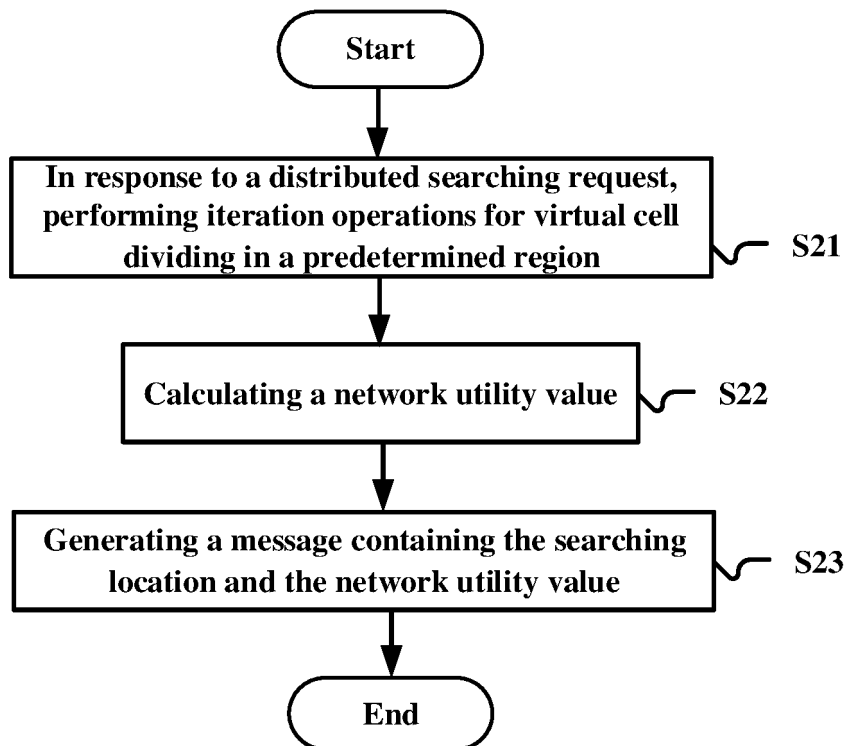 Start
In response to a distributed searching request,
performing iteration operations for virtual cell
dividing in a predetermined region
S21
Calculating a network utility value
S22
Generating a message containing the searching
location and the network utility value
S23
End